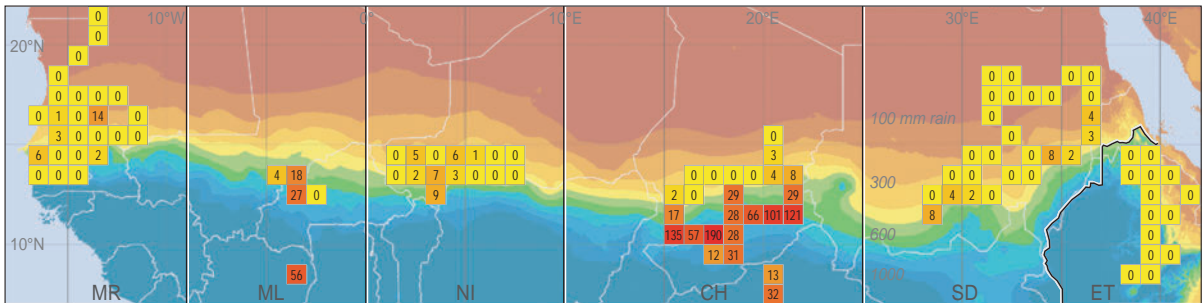 0 10°W 0° 10°E 20°E 30°E 40°E
0
20°N
0
0 0 0 0 0
0 0 0 0 0 0 0 0 0
0 1 0 14 0 100 mm rain 0 4
3 0 0 0 0 0 0 3
6 0 0 2 0 5 0 6 1 0 0 3 0 0 0 8 2 0 0
0 0 0 4 18 0 2 7 3 0 0 0 0 0 0 0 4 8 0 0 0 0 0 0
300
27 0 9 2 0 29 29 0 4 2 0 0 0 0
17 28 66 101 121 8 0 0
135 57 190 28 600 0 0
10°N
12 31 0 0
56 13 1000 0 0
MR ML NI CH 32 SD ET